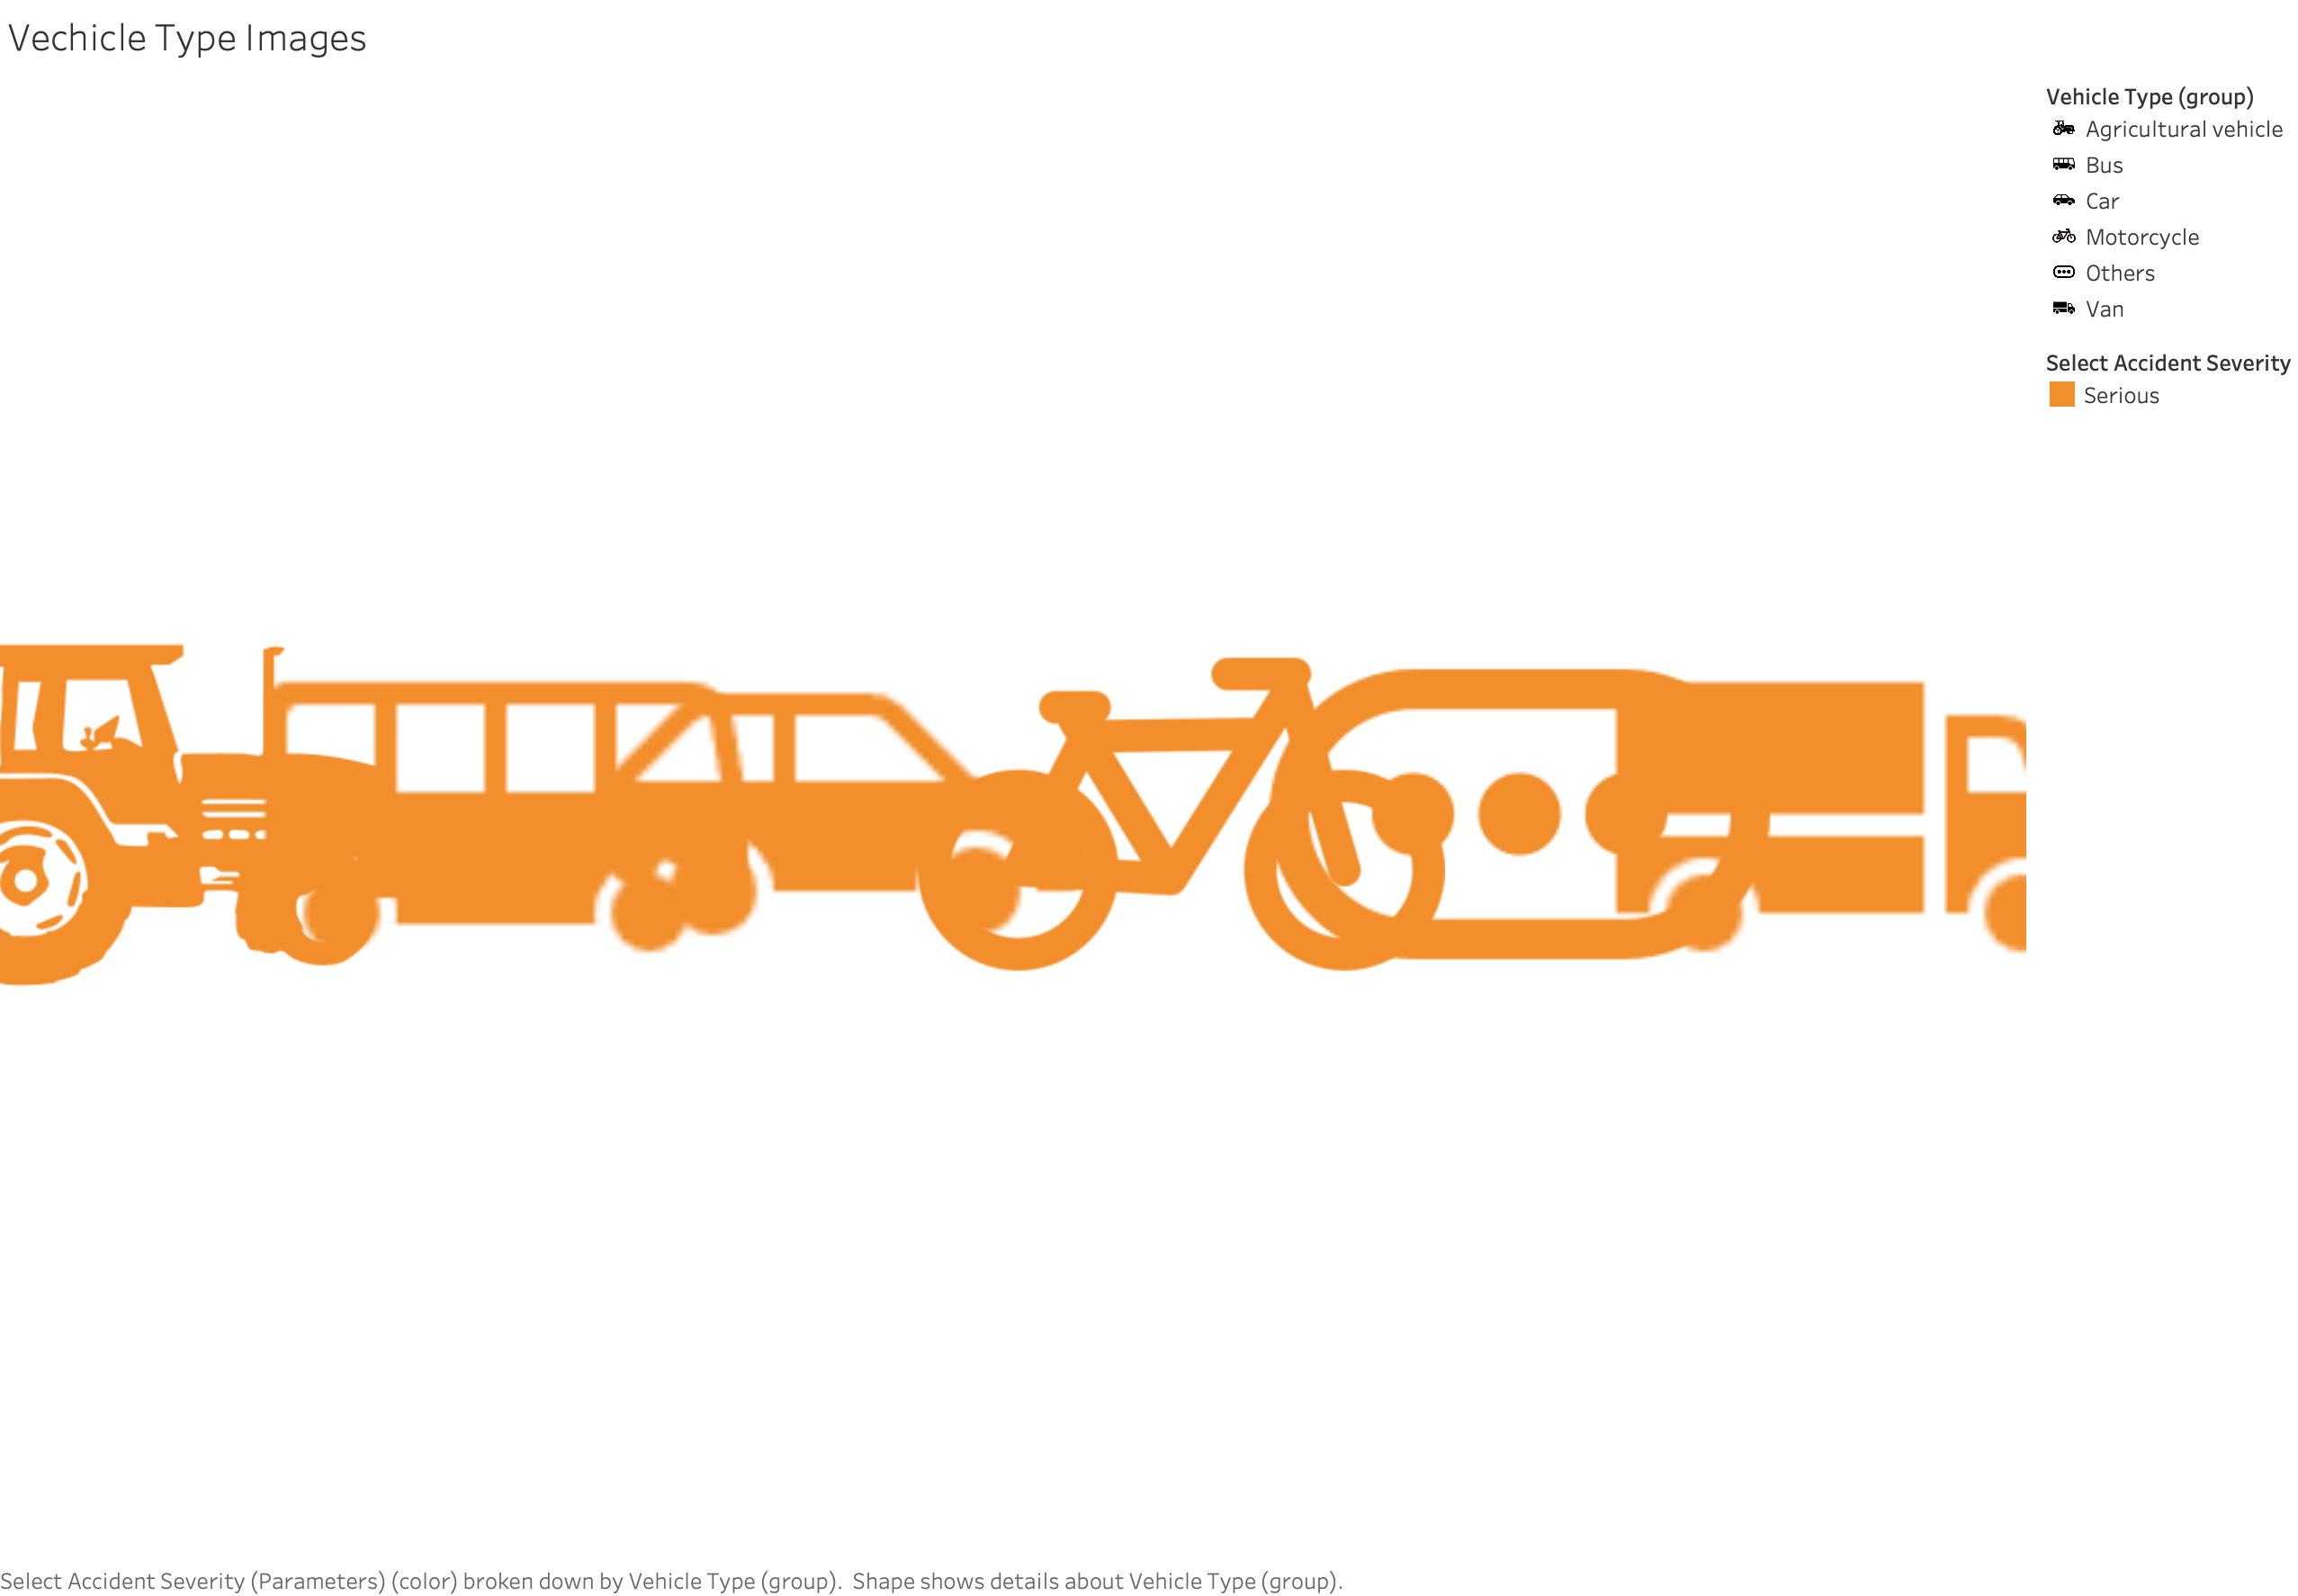 Vechicle Type Images
Vehicle Type (group)
Agricultural vehicle
Bus
Car
Motorcycle
Others
Van
Select Accident Severity
Serious
Select Accident Severity (Parameters) (color) broken down by Vehicle Type (group).  Shape shows details about Vehicle Type (group).